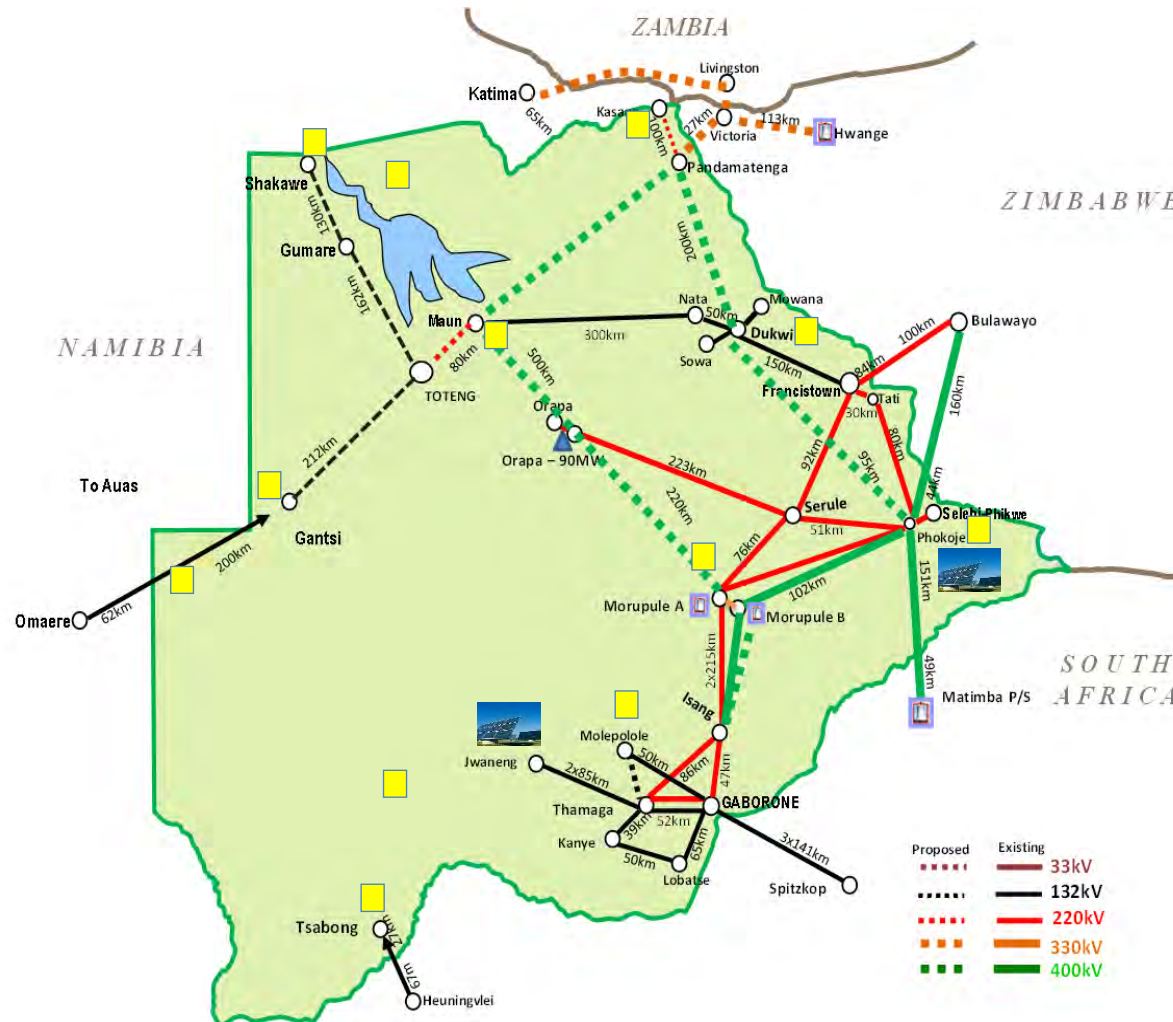 ZAMBIA
Livingston
Katima
65km
Kasa
100km
27km
Victoria
113km
Hwange
Pandamatenga
Shakawe
130km
ZIMBABWE
Gumare
162km
200km
Nata
Mowana
50km
Maun
300km
Dukwi
Sowa
Bulawayo
100km
NAMIBIA
80km
150km
84km
TOTENG
500km
Francistown
Tati
30km
160km
Orapa
Orapa – 90MW
212km
223km
92km
80km
95km
To Auas
220km
44km
Serule
Selebi-Phikwe
51km
Phokoje
Gantsi
76km
200km
151km
102km
Morupule A
Morupule B
62km
Omaere
2x215km
SOUTH
AFRICA
49km
Matimba P/S
Isang
Molepolole
50km
Jwaneng
2x85km
86km
47km
GABORONE
Thamaga
52km
39km
Kanye
65km
50km
Lobatse
3x141km
Spitzkop
Tsabong
27km
67m
Heuningvlei
Proposed Existing
33kV
132kV
220kV
330kV
400kV